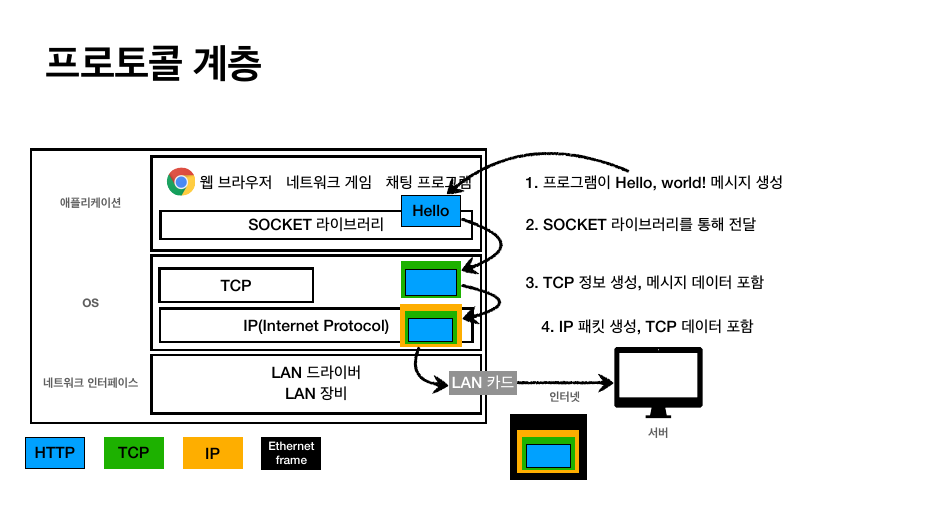 프로토콜 계층
애플리케이션
웹 브라우저 네트워크 게임 채팅 프로그램
Hello
SOCKET 라이브러리
1. 프로그램이 Hello, world! 메시지 생성
2. SOCKET 라이브러리를 통해 전달
OS
TCP
IP(Internet Protocol)
3. TCP 정보 생성, 메시지 데이터 포함
4. IP 패킷 생성, TCP 데이터 포함
네트워크 인터페이스
LAN 드라이버
LAN 장비
LAN 카드
인터넷
서버
HTTP
TCP
IP
Ethernet
frame